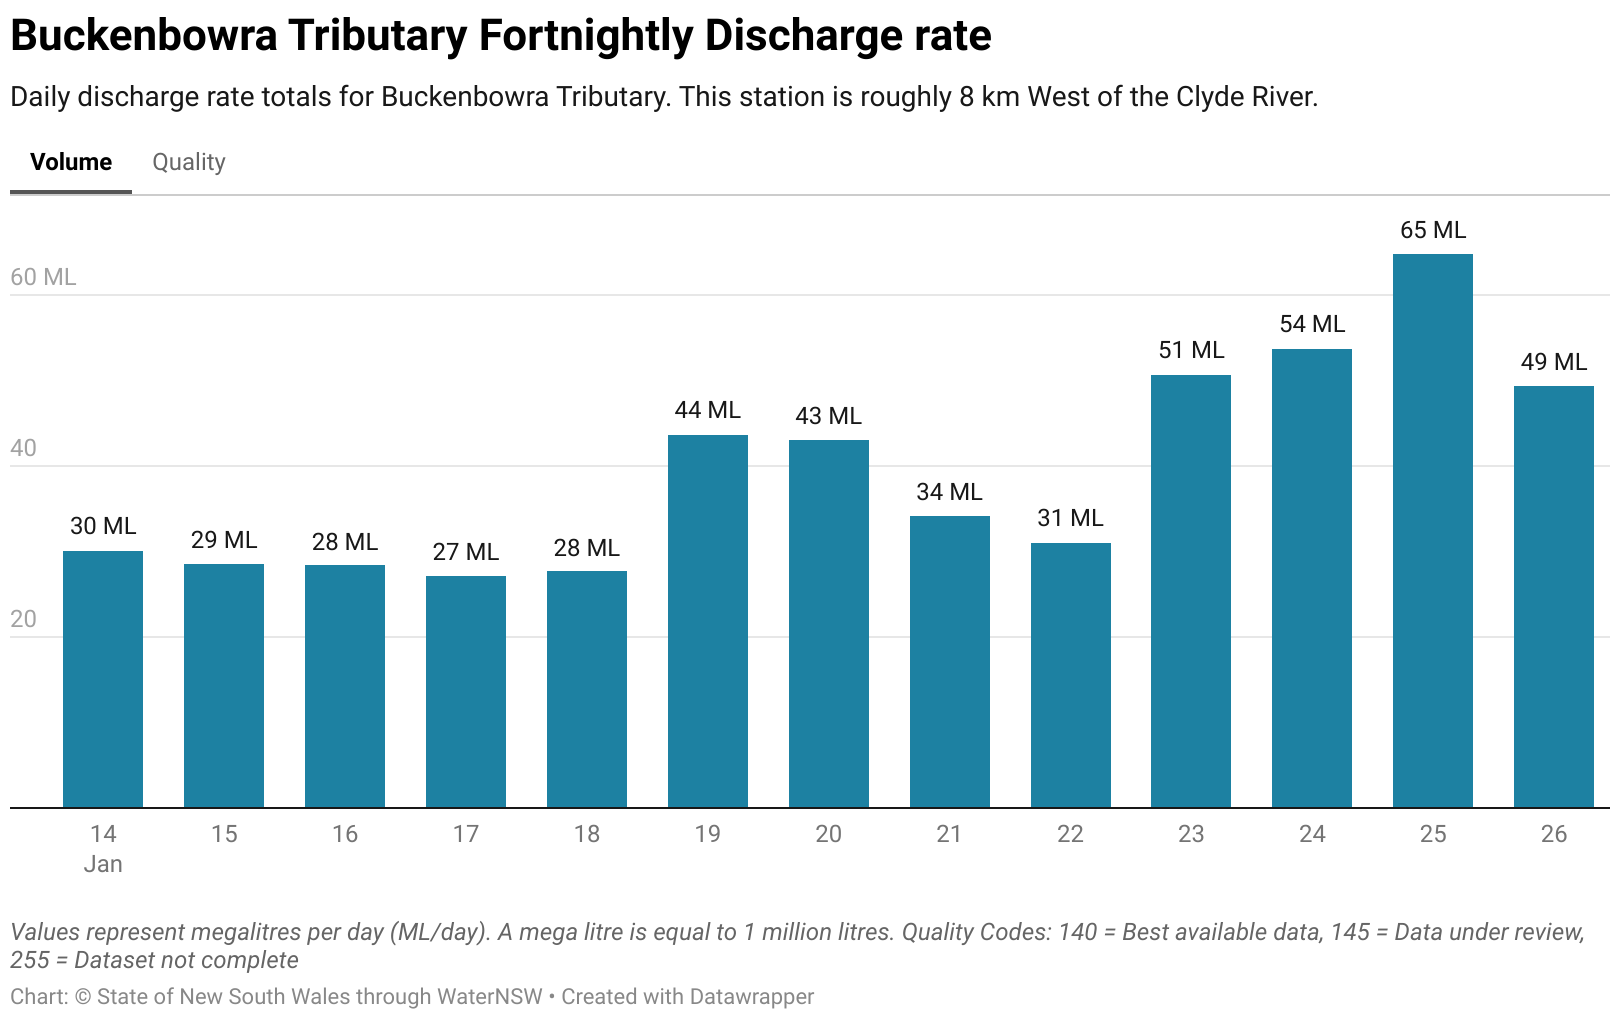 Buckenbowra Tributary Fortnightly Discharge rate
Daily discharge rate totals for Buckenbowra Tributary. This station is roughly 8 km West of the Clyde River.
Volume Quality
65 ML
60 ML
54 ML
51 ML
49 ML
44 ML
43 ML
40
34 ML
31 ML
30 ML
29 ML
28 ML
27 ML
28 ML
20
14 15 16 17 18 19 20 21 22 23 24 25 26
Jan
Values represent megalitres per day (ML/day). A mega litre is equal to 1 million litres. Quality Codes: 140 = Best available data, 145 = Data under review,
255 = Dataset not complete
Chart: © State of New South Wales through WaterNSW • Created with Datawrapper